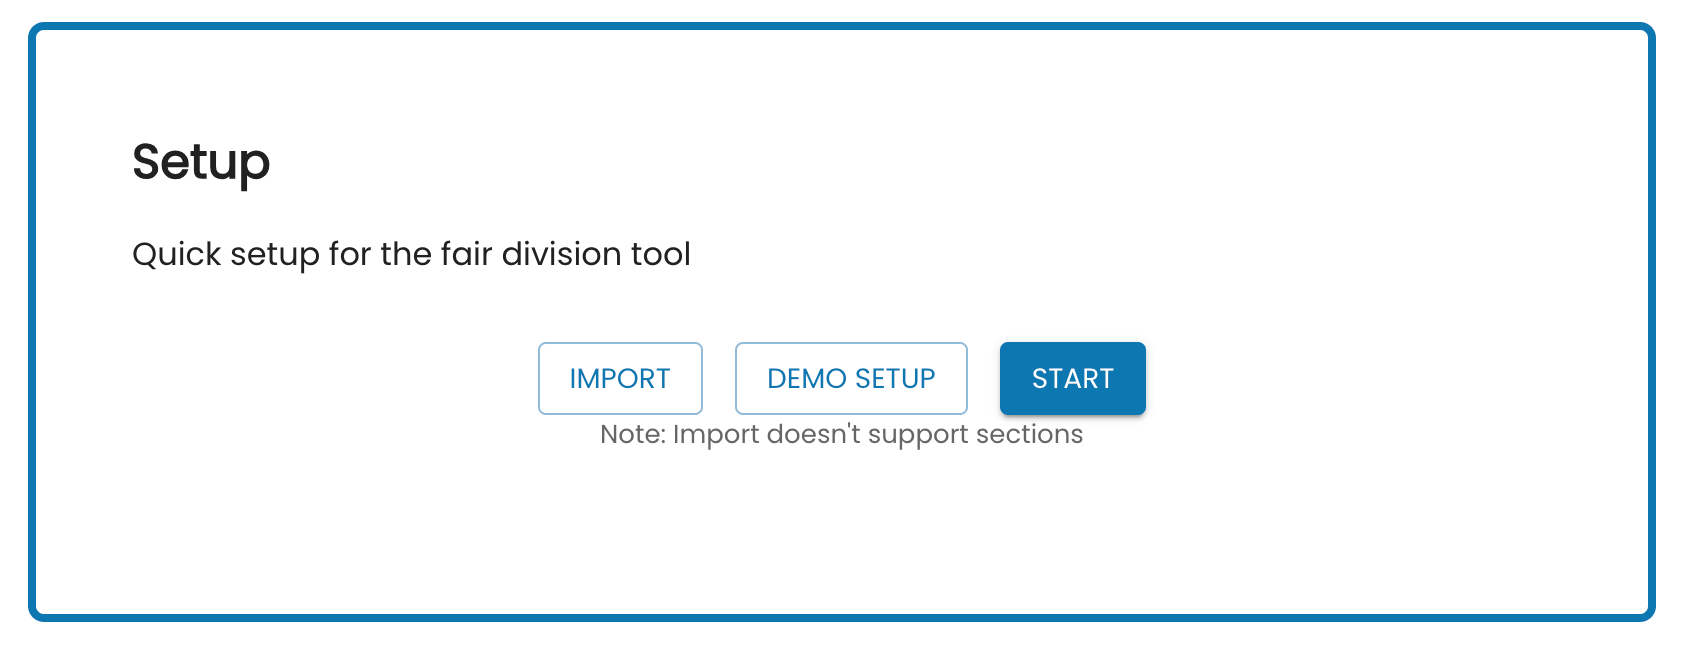 Setup
Quick setup for the fair division tool
IMPORT DEMO SETUP START
Note: Import doesn't support sections